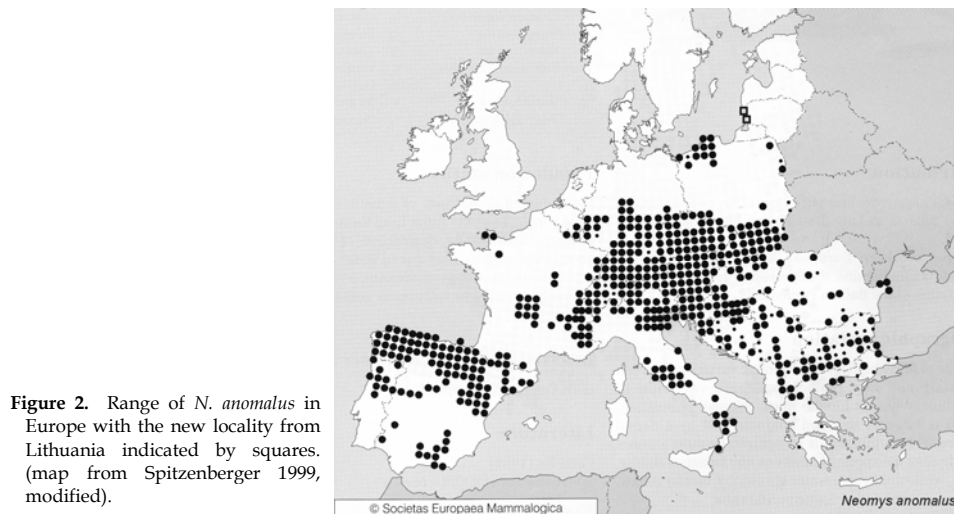 Figure 2. Range of N. anomalus in
Europe with the new locality from
Lithuania indicated by squares.
(map from Spitzenberger 1999,
modified).
© Societas Europaea Mammalogica
Neomys anomalus